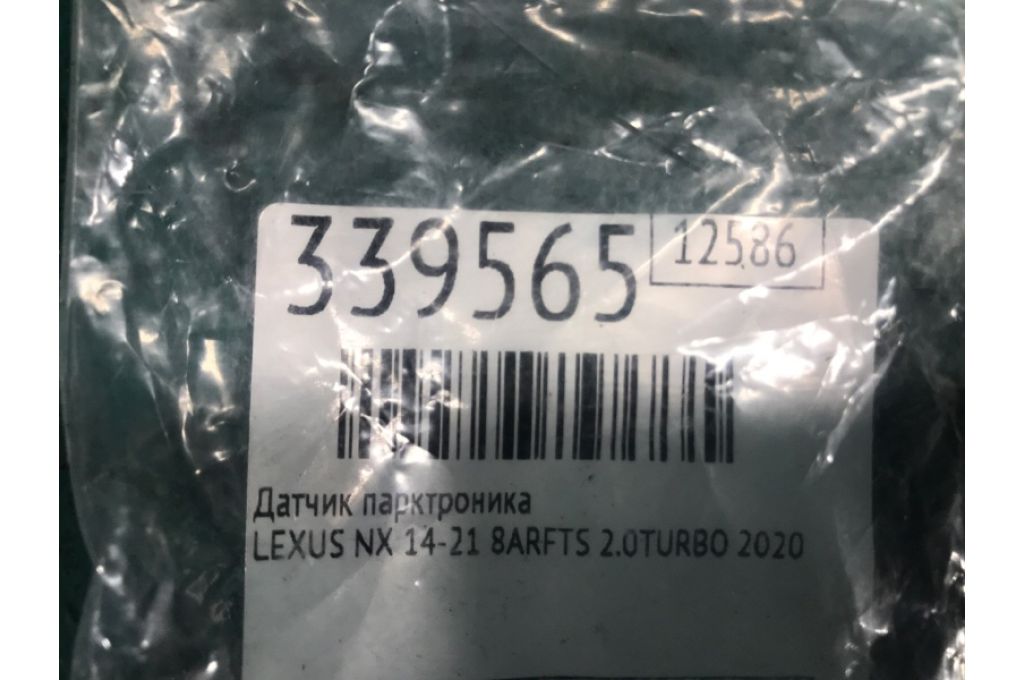 339565
12586
Датчик парктроника
LEXUS NX 14-21 8ARFTS 2.0TURBO 2020